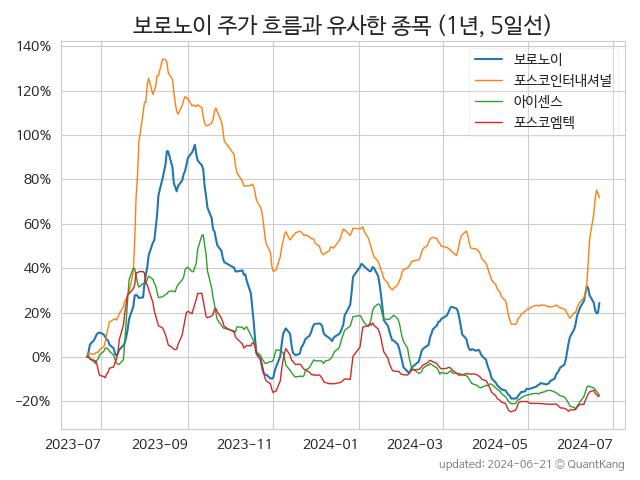 보로노이 주가 흐름과 유사한 종목 (1년, 5일선)
보로노이
포스코인터내셔널
아이센스
포스코엠텍
140%
120%
100%
80%
60%
40%
20%
0%
−20%
2023-07 2023-09 2023-11 2024-01 2024-03 2024-05 2024-07
updated: 2024-06-21 © QuantKang